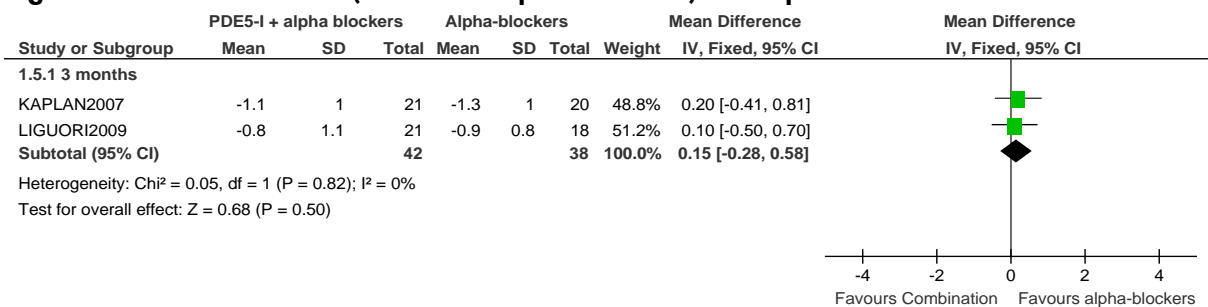 PDE5-I + alpha blockers Alpha-blockers Mean Difference Mean Difference
Study or Subgroup Mean SD Total Mean SD Total Weight IV, Fixed, 95% CI IV, Fixed, 95% CI
1.5.1 3 months
KAPLAN2007 -1.1 1 21 -1.3 1 20 48.8% 0.20 [-0.41, 0.81]
LIGUORI2009 -0.8 1.1 21 -0.9 0.8 18 51.2% 0.10 [-0.50, 0.70]
Subtotal (95% CI) 42 38 100.0% 0.15 [-0.28, 0.58]
Heterogeneity: Chi² = 0.05, df = 1 (P = 0.82); I² = 0%
Test for overall effect: Z = 0.68 (P = 0.50)
-4 -2 0 2 4
Favours Combination Favours alpha-blockers